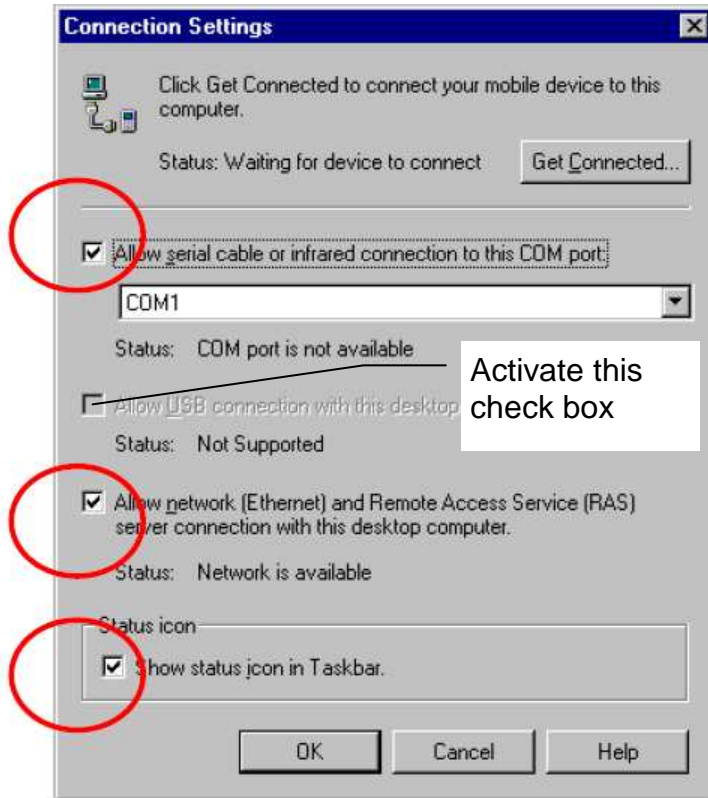 Connection Settings
Click Get Connected to connect your mobile device to this
computer.
Status: Waiting for device to connect
Get Connected...
Allow serial cable or infrared connection to this COM port:
COM1
Status: COM port is not available
Activate this
check box
Allow USB connection with this desktop
Status: Not Supported
Allow network (Ethernet) and Remote Access Service (RAS)
server connection with this desktop computer.
Status: Network is available
Status icon
Show status icon in Taskbar.
OK Cancel Help